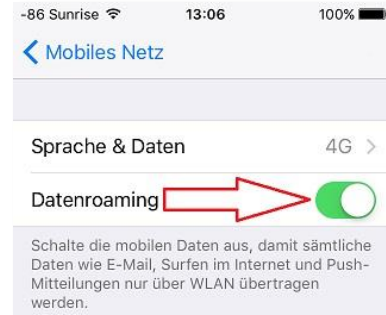 -86 Sunrise 13:06 100%
Mobiles Netz
Sprache & Daten 4G
Datenroaming
Schalte die mobilen Daten aus, damit sämtliche
Daten wie E-Mail, Surfen im Internet und Push-
Mitteilungen nur über WLAN übertragen
werden.